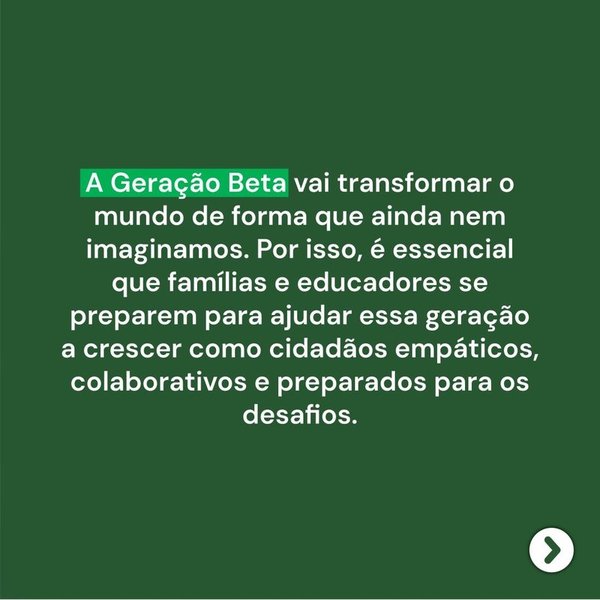 A Geração Beta vai transformar o
mundo de forma que ainda nem
imaginamos. Por isso, é essencial
que famílias e educadores se
preparem para ajudar essa geração
a crescer como cidadãos empáticos,
colaborativos e preparados para os
desafios.